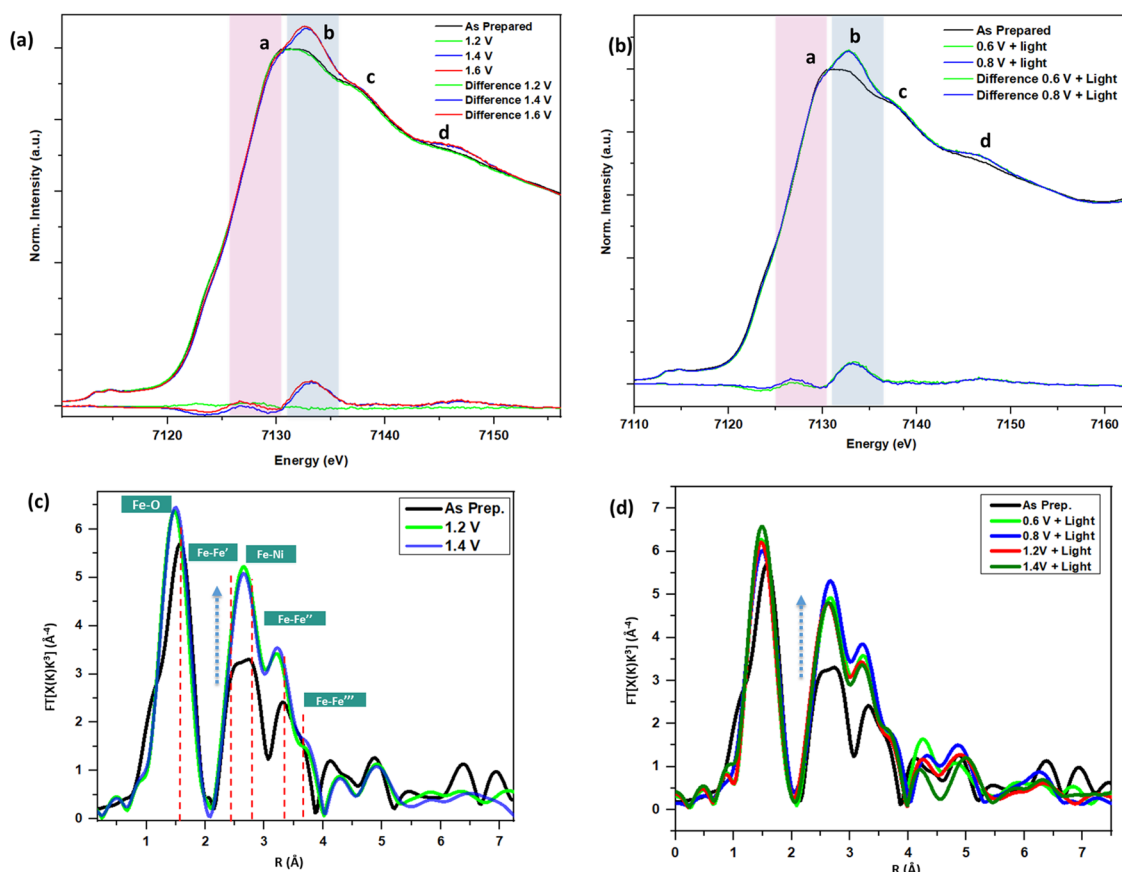 (a)
As Prepared
1.2 V
1.4 V
1.6 V
Difference 1.2 V
Difference 1.4 V
Difference 1.6 V
a
b
c
d
Norm. Intensity (a.u.)
7120
7130
7140
7150
Energy (eV)
(b)
As Prepared
0.6 V + light
0.8 V + light
Difference 0.6 V + Light
Difference 0.8 V + Light
a
b
c
d
Norm. Intensity (a.u.)
7110
7120
7130
7140
7150
7160
Energy (eV)
(c)
As Prep.
1.2 V
1.4 V
Fe-O
Fe-Fe'
Fe-Ni
Fe-Fe''
Fe-Fe'''
FT[X(K)K³] (Å⁻⁴)
6
5
4
3
2
1
0
1
2
3
4
5
6
7
R (Å)
(d)
As Prep.
0.6 V + Light
0.8 V + Light
1.2V + Light
1.4V + Light
FT[X(K)K³] (Å⁻⁴)
7
6
5
4
3
2
1
0
0
1
2
3
4
5
6
7
R (Å)